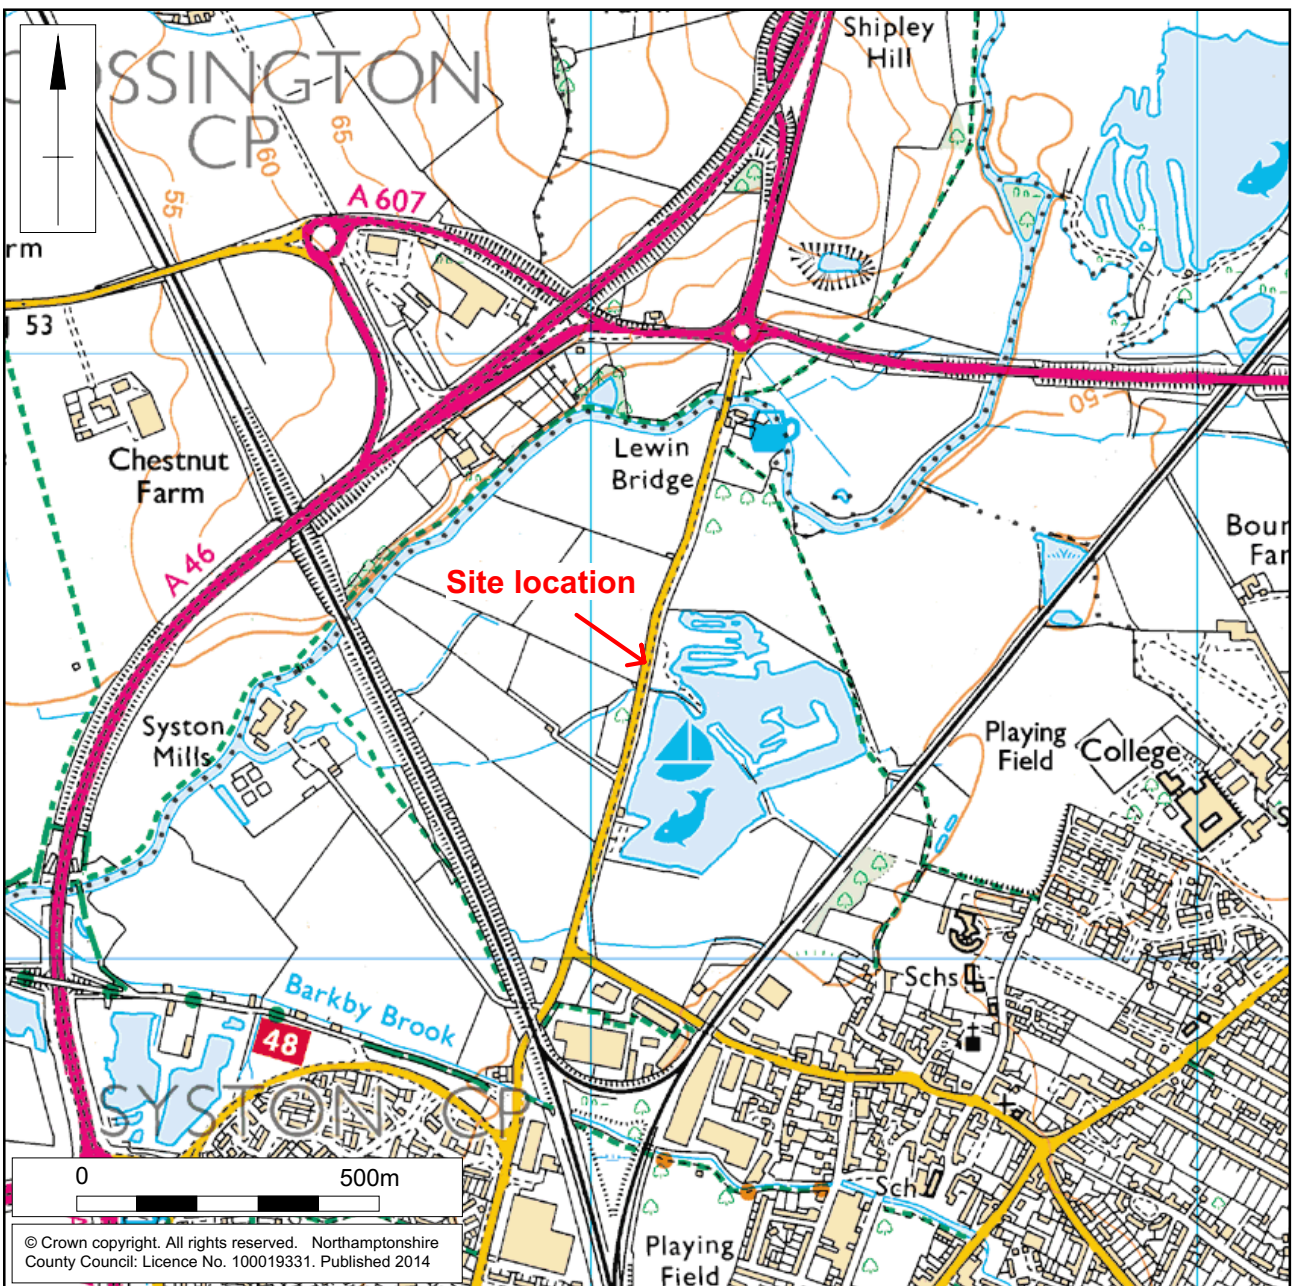 Shipley
Hill
OSSINGTON
CP
65
60
55
A 607
rm
53
50
Lewin
Bridge
Chestnut
Farm
A 46
Site location
Syston
Mills
Playing
Field
College
Schs
Barkby Brook
48
SYSTON CP
Sch
Playing
Field
0 500m
© Crown copyright. All rights reserved. Northamptonshire
County Council: Licence No. 100019331. Published 2014